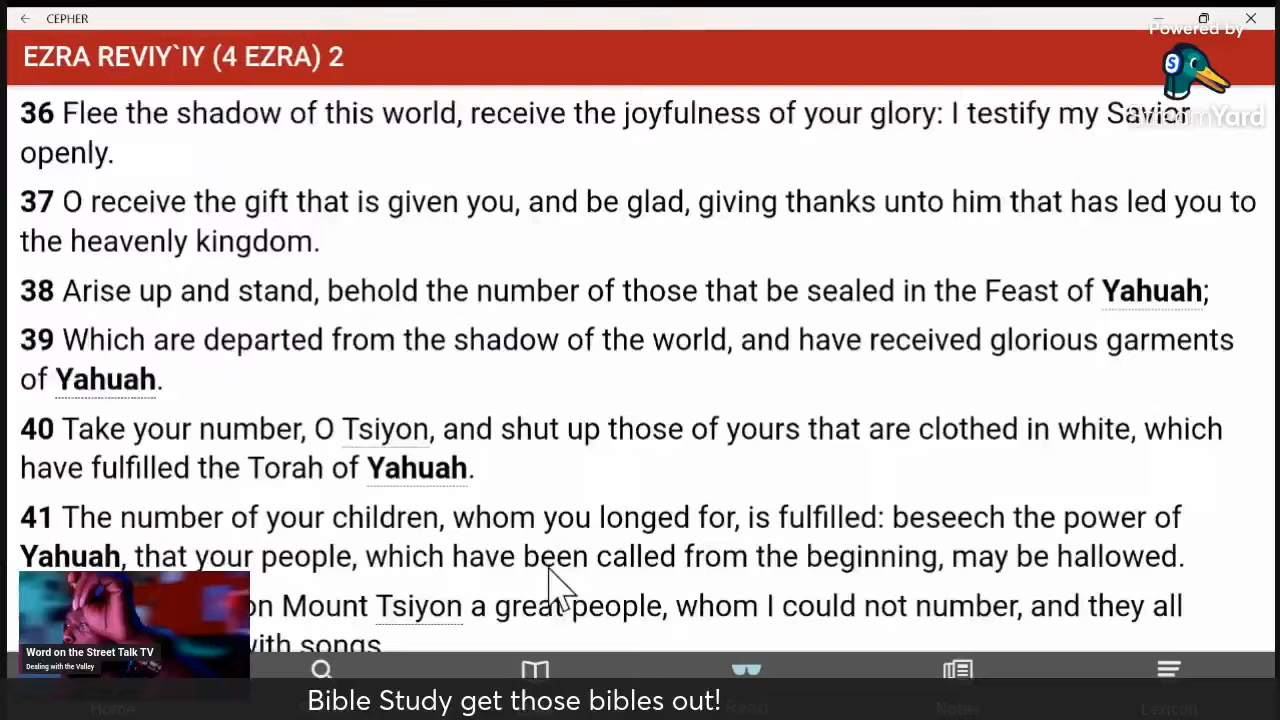 CEPHER
Powered by
EZRA REVIY`IY (4 EZRA) 2
StreamYard
36 Flee the shadow of this world, receive the joyfulness of your glory: I testify my Savior
openly.
37 O receive the gift that is given you, and be glad, giving thanks unto him that has led you to
the heavenly kingdom.
38 Arise up and stand, behold the number of those that be sealed in the Feast of Yahuah;
39 Which are departed from the shadow of the world, and have received glorious garments
of Yahuah.
40 Take your number, O Tsiyon, and shut up those of yours that are clothed in white, which
have fulfilled the Torah of Yahuah.
41 The number of your children, whom you longed for, is fulfilled: beseech the power of
Yahuah, that your people, which have been called from the beginning, may be hallowed.
on Mount Tsiyon a great people, whom I could not number, and they all
with songs
Word on the Street Talk TV
Dealing with the Valley
Bible Study get those bibles out!
Home
Read
Notes
Lexicon